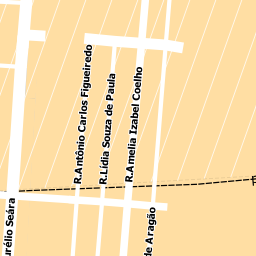 R.Antônio Carlos Figueiredo
R.Lídia Souza de Paula
R.Amelia Izabel Coelho
urélio Seára
de Aragão